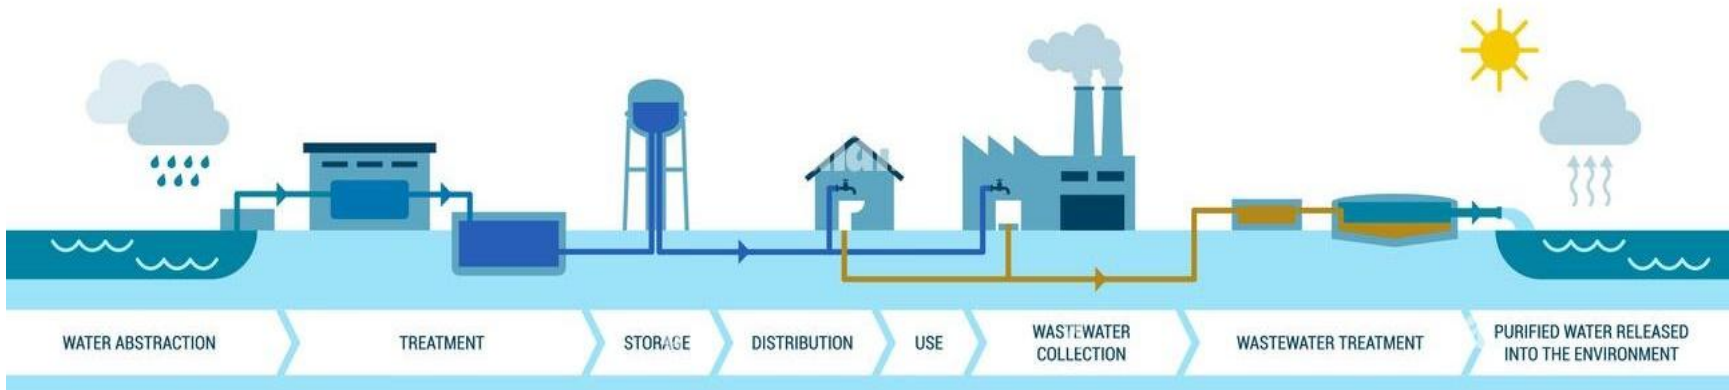 WATER ABSTRACTION
TREATMENT
STORAGE
DISTRIBUTION
USE
WASTEWATER
COLLECTION
WASTEWATER TREATMENT
PURIFIED WATER RELEASED
INTO THE ENVIRONMENT